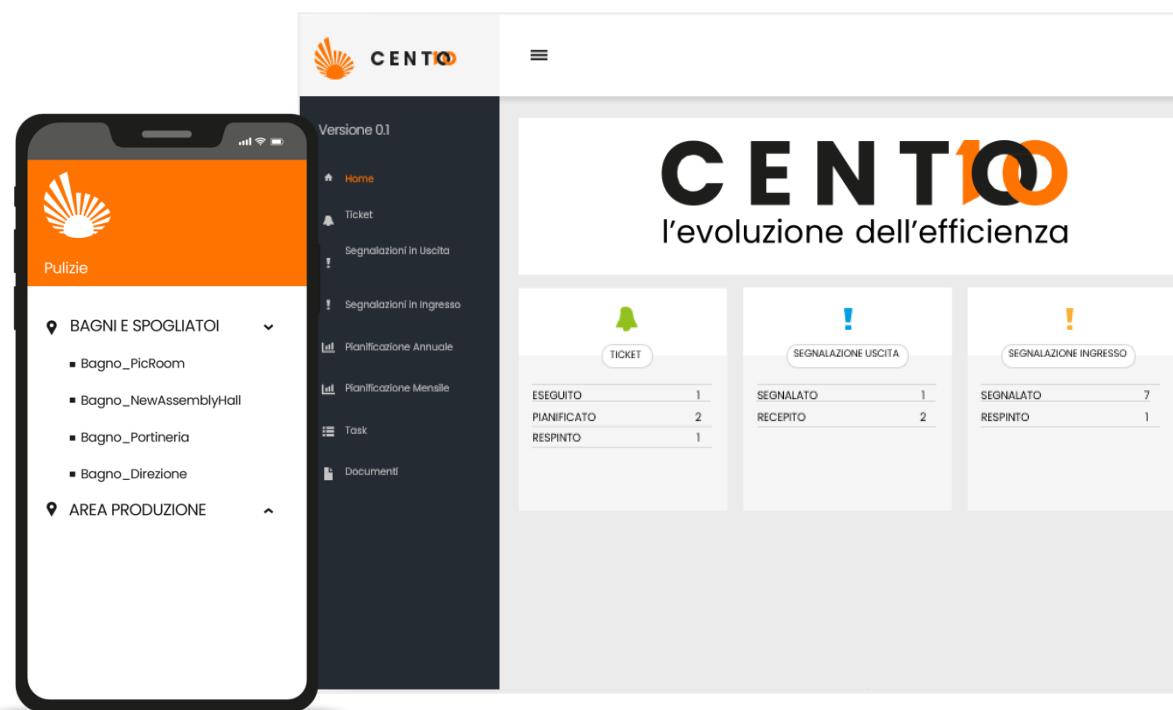 Pulizie
BAGNI E SPOGLIATOI
Bagno_PicRoom
Bagno_NewAssemblyHall
Bagno_Portineria
Bagno_Direzione
AREA PRODUZIONE
CENTO10
Versione 0.1
Home
Ticket
Segnalazioni in Uscita
Segnalazioni in Ingresso
Pianificazione Annuale
Pianificazione Mensile
Task
Documenti
CENT100
l'evoluzione dell'efficienza
TICKET
ESEGUITO 1
PIANIFICATO 2
RESPINTO 1
SEGNALAZIONE USCITA
SEGNALATO 1
RECEPITO 2
SEGNALAZIONE INGRESSO
SEGNALATO 7
RESPINTO 1